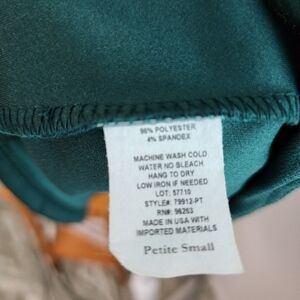 96% POLYESTER
4% SPANDEX
MACHINE WASH COLD
WATER NO BLEACH
HANG TO DRY
LOW IRON IF NEEDED
LOT: 57710
STYLE#: 79912-PT
RN#: 96263
MADE IN USA WITH
IMPORTED MATERIALS
Petite Small